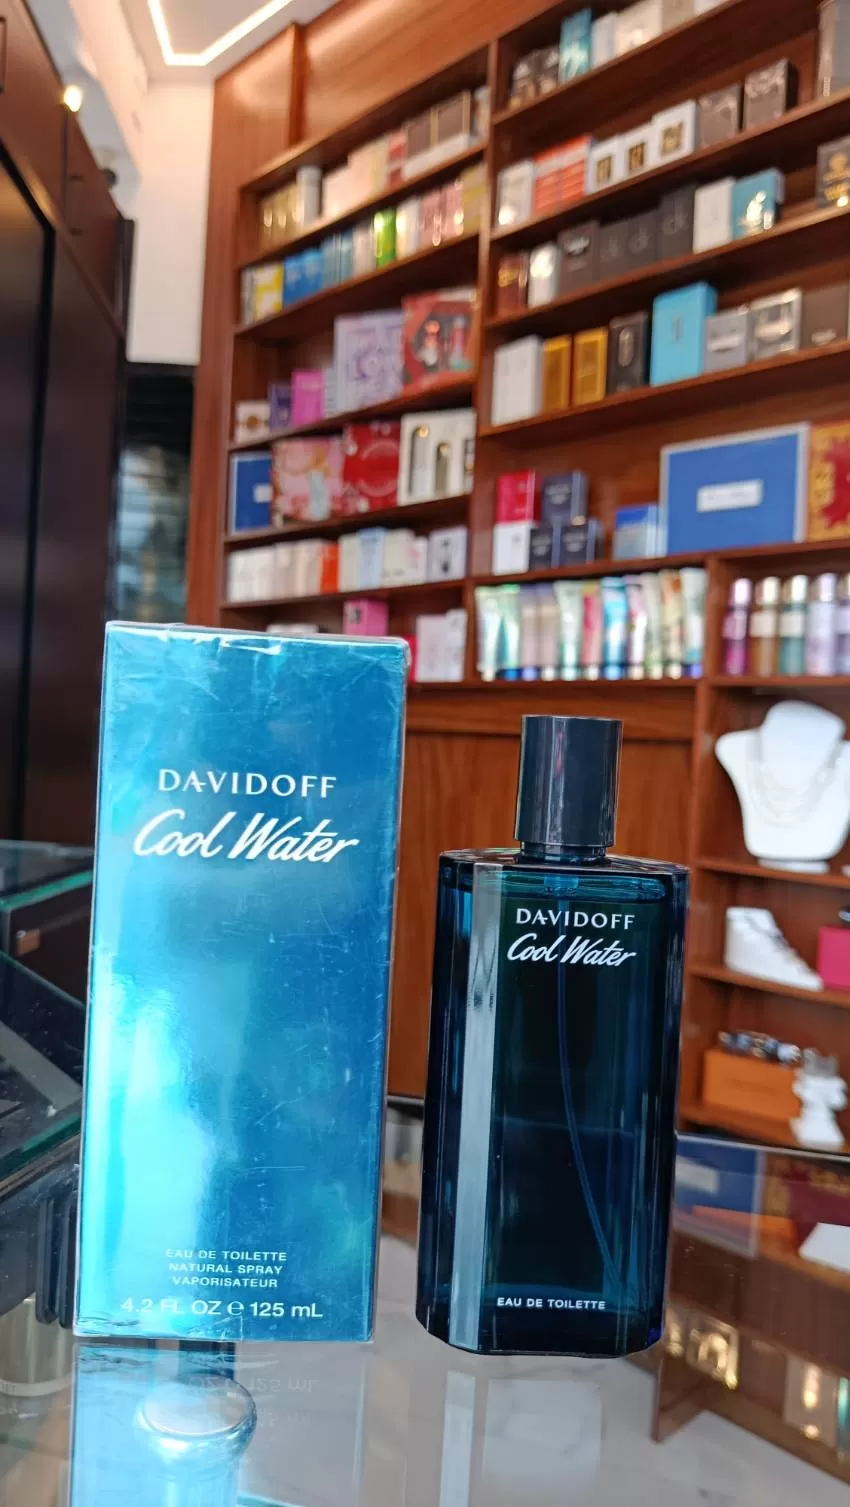 DAVIDOFF
Cool Water
EAU DE TOILETTE
NATURAL SPRAY
VAPORISATEUR
4.2 FL OZ ℮ 125 mL
DAVIDOFF
Cool Water
EAU DE TOILETTE